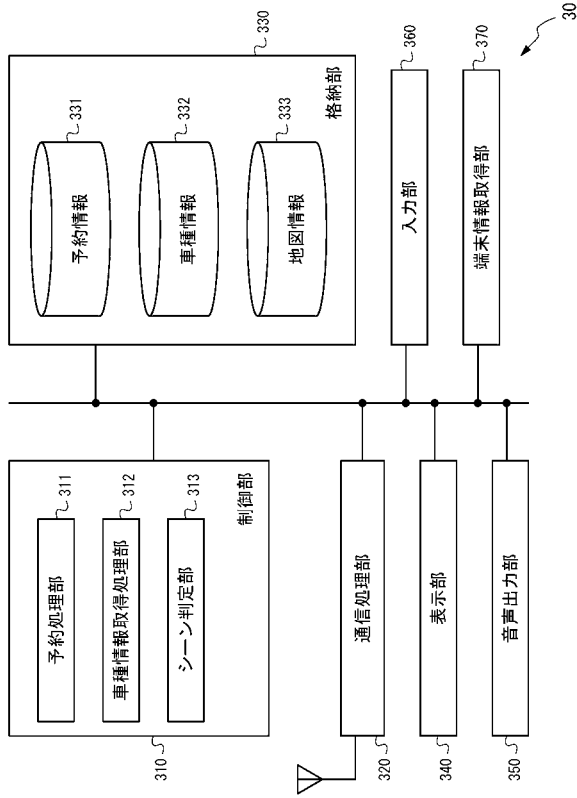 310
制御部
予約処理部
311
車種情報取得処理部
312
シーン判定部
313
320
通信処理部
340
表示部
350
音声出力部
330
格納部
予約情報
331
車種情報
332
地図情報
333
入力部
360
端末情報取得部
370
30